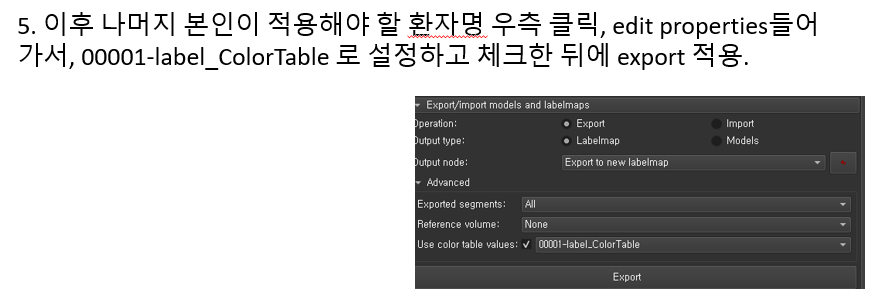 5. 이후 나머지 본인이 적용해야 할 환자명 우측 클릭, edit properties들어
가서, 00001-label_ColorTable 로 설정하고 체크한 뒤에 export 적용.
Export/import models and labelmaps
Operation: Export Import
Output type: Labelmap Models
Output node: Export to new labelmap
Advanced
Exported segments: All
Reference volume: None
Use color table values: 00001-label_ColorTable
Export